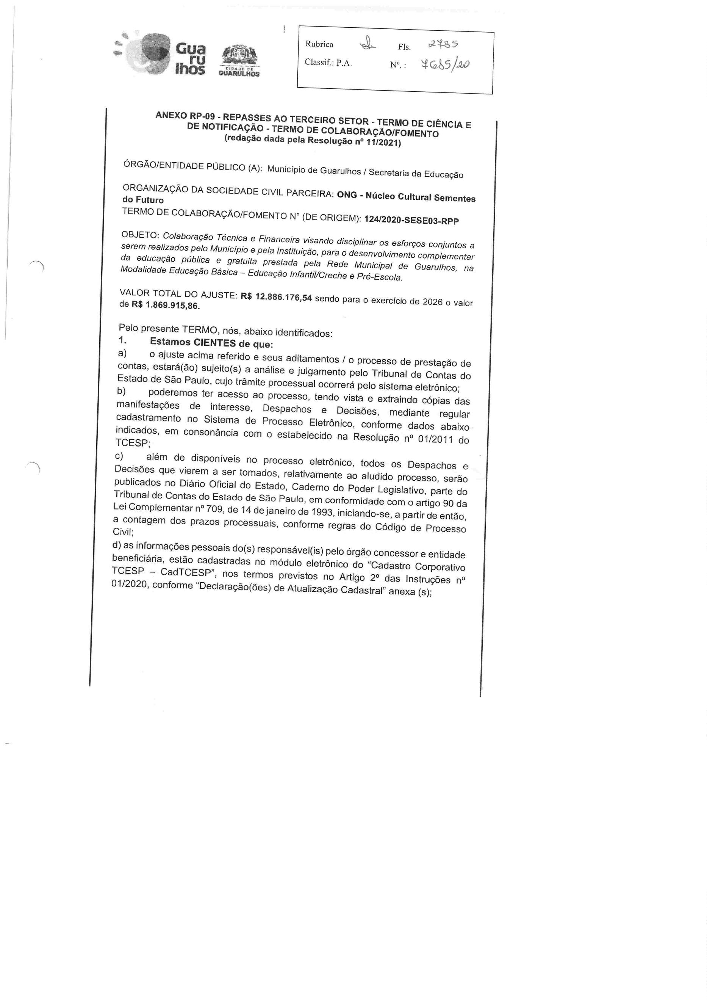 Gua
ru
lhos
CIDADE DE
GUARULHOS
Rubrica Fls. 2785
Classif.: P.A. Nº. : 7685/20
ANEXO RP-09 - REPASSES AO TERCEIRO SETOR - TERMO DE CIÊNCIA E
DE NOTIFICAÇÃO - TERMO DE COLABORAÇÃO/FOMENTO
(redação dada pela Resolução nº 11/2021)
ÓRGÃO/ENTIDADE PÚBLICO (A): Município de Guarulhos / Secretaria da Educação
ORGANIZAÇÃO DA SOCIEDADE CIVIL PARCEIRA: ONG - Núcleo Cultural Sementes
do Futuro
TERMO DE COLABORAÇÃO/FOMENTO N° (DE ORIGEM): 124/2020-SESE03-RPP
OBJETO: Colaboração Técnica e Financeira visando disciplinar os esforços conjuntos a
serem realizados pelo Município e pela Instituição, para o desenvolvimento complementar
da educação pública e gratuita prestada pela Rede Municipal de Guarulhos, na
Modalidade Educação Básica – Educação Infantil/Creche e Pré-Escola.
VALOR TOTAL DO AJUSTE: R$ 12.886.176,54 sendo para o exercício de 2026 o valor
de R$ 1.869.915,86.
Pelo presente TERMO, nós, abaixo identificados:
1. Estamos CIENTES de que:
a) o ajuste acima referido e seus aditamentos / o processo de prestação de
contas, estará(ão) sujeito(s) a análise e julgamento pelo Tribunal de Contas do
Estado de São Paulo, cujo trâmite processual ocorrerá pelo sistema eletrônico;
b) poderemos ter acesso ao processo, tendo vista e extraindo cópias das
manifestações de interesse, Despachos e Decisões, mediante regular
cadastramento no Sistema de Processo Eletrônico, conforme dados abaixo
indicados, em consonância com o estabelecido na Resolução nº 01/2011 do
TCESP;
c) além de disponíveis no processo eletrônico, todos os Despachos e
Decisões que vierem a ser tomados, relativamente ao aludido processo, serão
publicados no Diário Oficial do Estado, Caderno do Poder Legislativo, parte do
Tribunal de Contas do Estado de São Paulo, em conformidade com o artigo 90 da
Lei Complementar nº 709, de 14 de janeiro de 1993, iniciando-se, a partir de então,
a contagem dos prazos processuais, conforme regras do Código de Processo
Civil;
d) as informações pessoais do(s) responsável(is) pelo órgão concessor e entidade
beneficiária, estão cadastradas no módulo eletrônico do “Cadastro Corporativo
TCESP – CadTCESP”, nos termos previstos no Artigo 2º das Instruções nº
01/2020, conforme “Declaração(ões) de Atualização Cadastral” anexa (s);